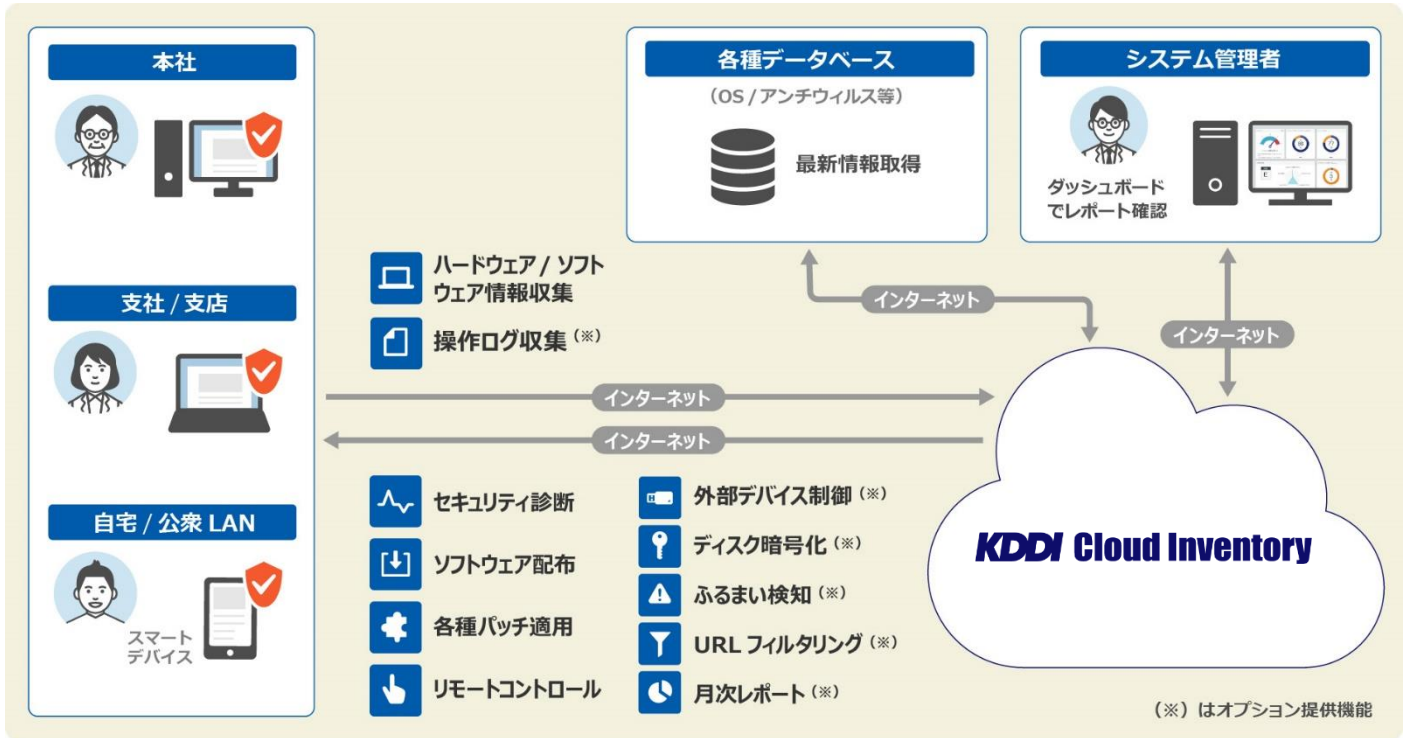 本社
支社 / 支店
自宅 / 公衆 LAN
スマート
デバイス
各種データベース
（OS / アンチウィルス等）
最新情報取得
システム管理者
ダッシュボード
でレポート確認
ハードウェア / ソフト
ウェア情報収集
操作ログ収集（※）
インターネット
インターネット
インターネット
インターネット
セキュリティ診断
ソフトウェア配布
各種パッチ適用
リモートコントロール
外部デバイス制御（※）
ディスク暗号化（※）
ふるまい検知（※）
URL フィルタリング（※）
月次レポート（※）
KDDI Cloud Inventory
（※）はオプション提供機能